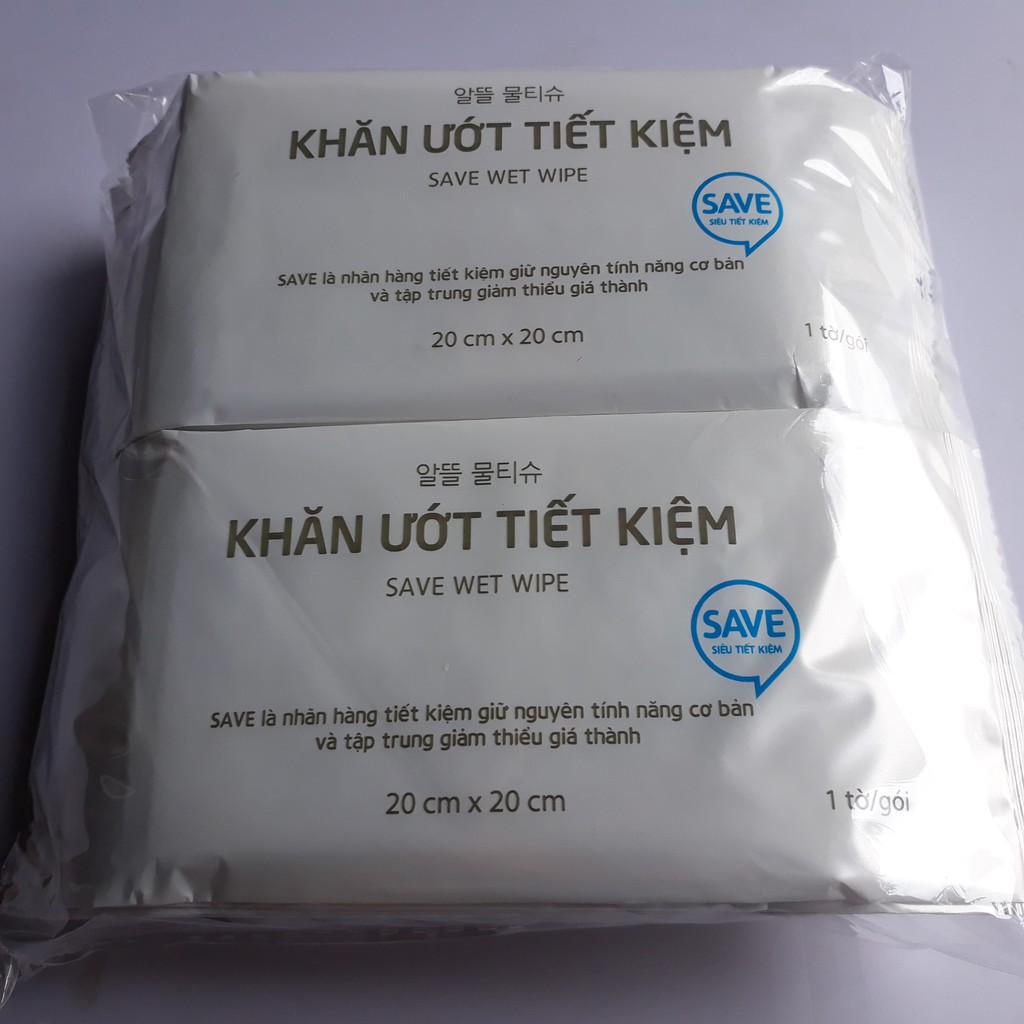 알뜰 물티슈
KHĂN ƯỚT TIẾT KIỆM
SAVE WET WIPE
SAVE
SIÊU TIẾT KIỆM
SAVE là nhãn hàng tiết kiệm giữ nguyên tính năng cơ bản
và tập trung giảm thiểu giá thành
20 cm x 20 cm
1 tờ/gói
알뜰 물티슈
KHĂN ƯỚT TIẾT KIỆM
SAVE WET WIPE
SAVE
SIÊU TIẾT KIỆM
SAVE là nhãn hàng tiết kiệm giữ nguyên tính năng cơ bản
và tập trung giảm thiểu giá thành
20 cm x 20 cm
1 tờ/gói